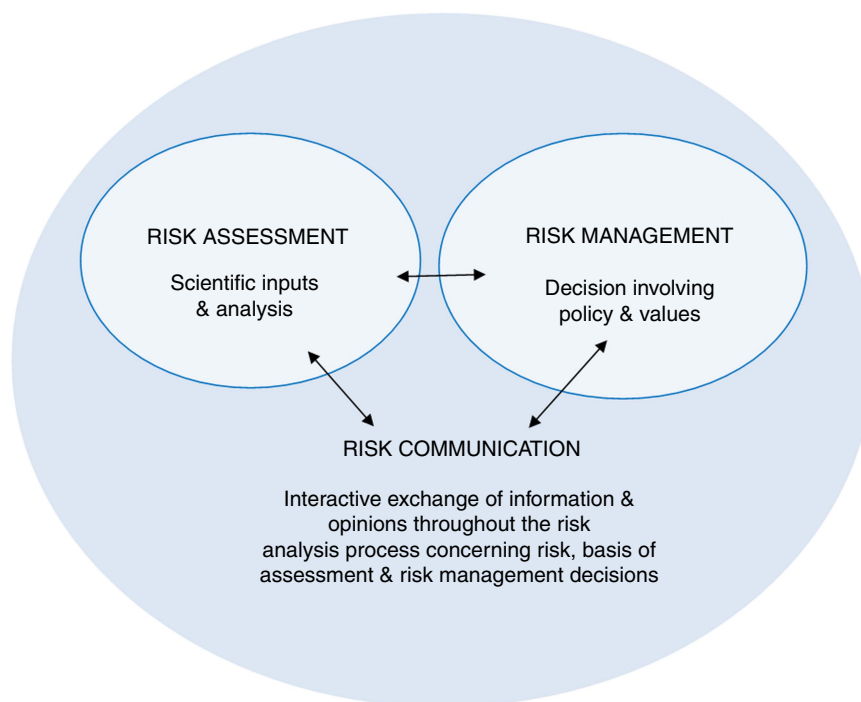 RISK ASSESSMENT
Scientific inputs
& analysis
RISK MANAGEMENT
Decision involving
policy & values
RISK COMMUNICATION
Interactive exchange of information &
opinions throughout the risk
analysis process concerning risk, basis of
assessment & risk management decisions